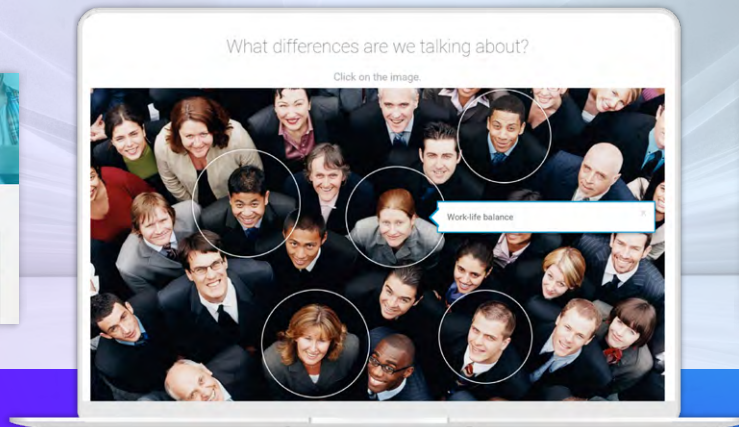 What differences are we talking about?
Click on the image.
Work-life balance
×